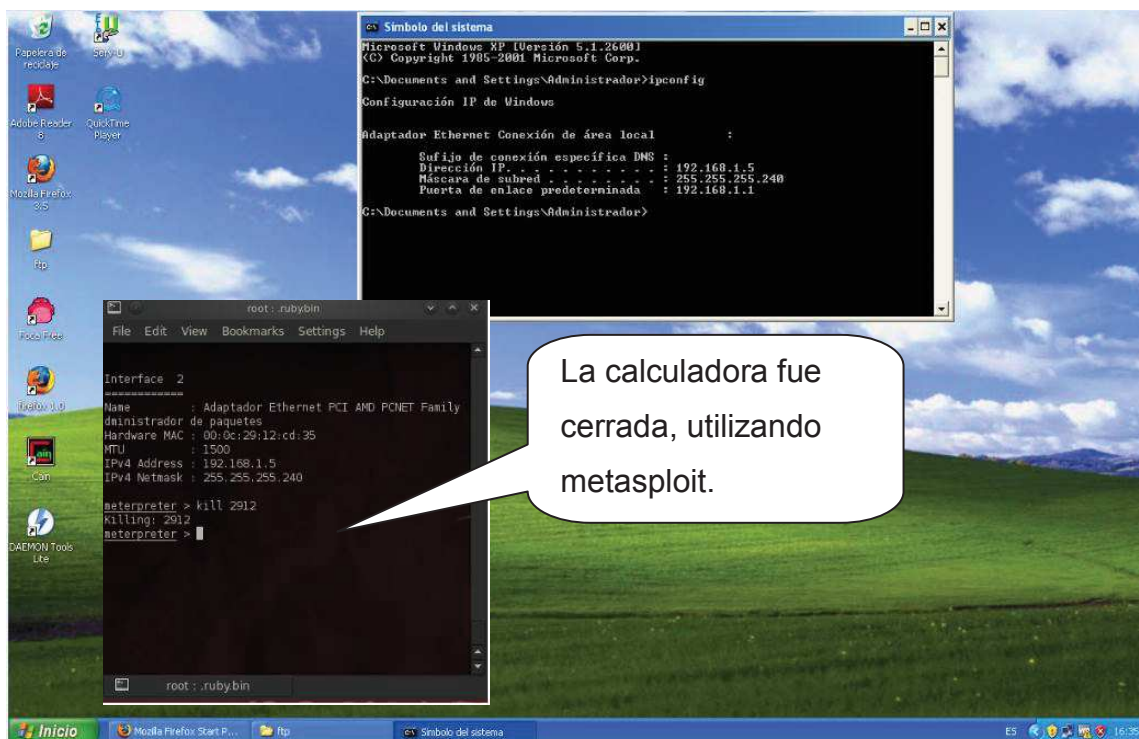 Papelera de
reciclaje
Serv-U
Adobe Reader
8
QuickTime
Player
Mozilla Firefox
3.5
ftp
Foca Free
firefox 1.0
Cain
DAEMON Tools
Lite
Símbolo del sistema
Microsoft Windows XP [Versión 5.1.2600]
(C) Copyright 1985-2001 Microsoft Corp.
C:\Documents and Settings\Administrador>ipconfig
Configuración IP de Windows
Adaptador Ethernet Conexión de área local :
Sufijo de conexión específica DNS :
Dirección IP. . . . . . . . . . . : 192.168.1.5
Máscara de subred . . . . . . . . : 255.255.255.240
Puerta de enlace predeterminada : 192.168.1.1
C:\Documents and Settings\Administrador>
root : .ruby.bin
File Edit View Bookmarks Settings Help
Interface 2
============
Name : Adaptador Ethernet PCI AMD PCNET Family
dministrador de paquetes
Hardware MAC : 00:0c:29:12:cd:35
MTU : 1500
IPv4 Address : 192.168.1.5
IPv4 Netmask : 255.255.255.240
meterpreter > kill 2912
Killing: 2912
meterpreter >
root : .ruby.bin
La calculadora fue
cerrada, utilizando
metasploit.
Inicio
Mozilla Firefox Start P...
ftp
Símbolo del sistema
ES
16:39